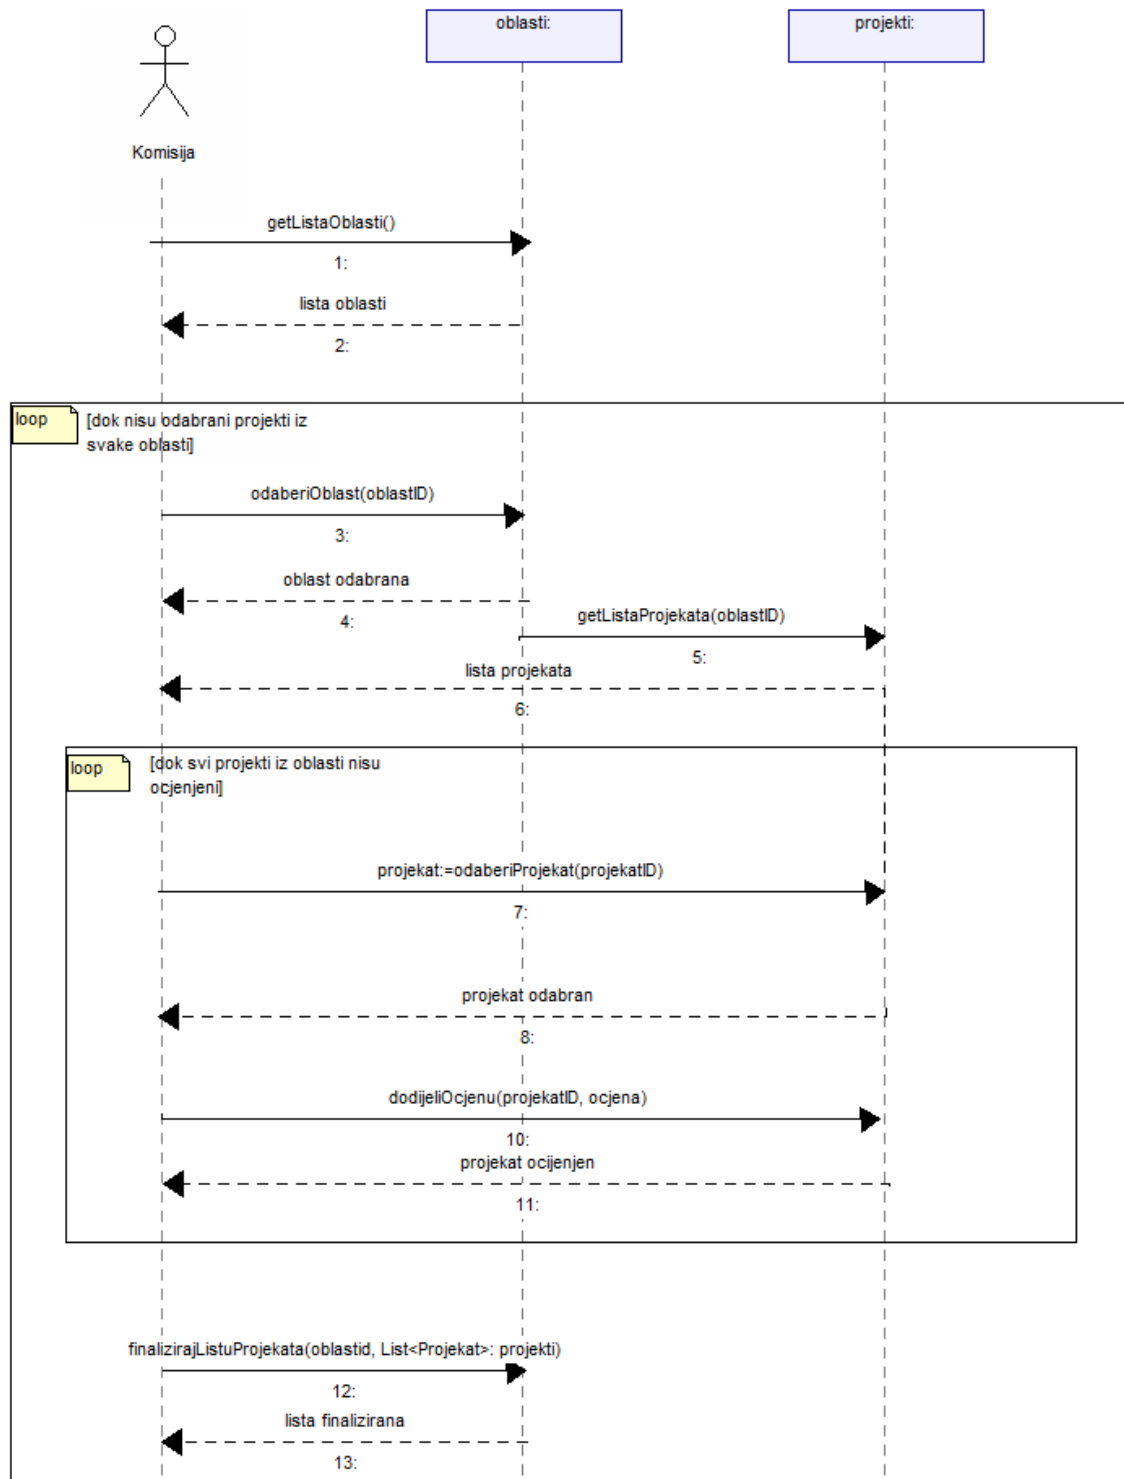 oblasti:
projekti:
Komisija
getListaOblasti()
1:
lista oblasti
2:
loop
[dok nisu odabrani projekti iz
svake oblasti]
odaberiOblast(oblastID)
3:
oblast odabrana
4:
getListaProjekata(oblastID)
5:
lista projekata
6:
loop
[dok svi projekti iz oblasti nisu
ocjenjeni]
projekat:=odaberiProjekat(projekatID)
7:
projekat odabran
8:
dodijeliOcjenu(projekatID, ocjena)
10:
projekat ocijenjen
11:
finalizirajListuProjekata(oblastid, List<Projekat>: projekti)
12:
lista finalizirana
13: